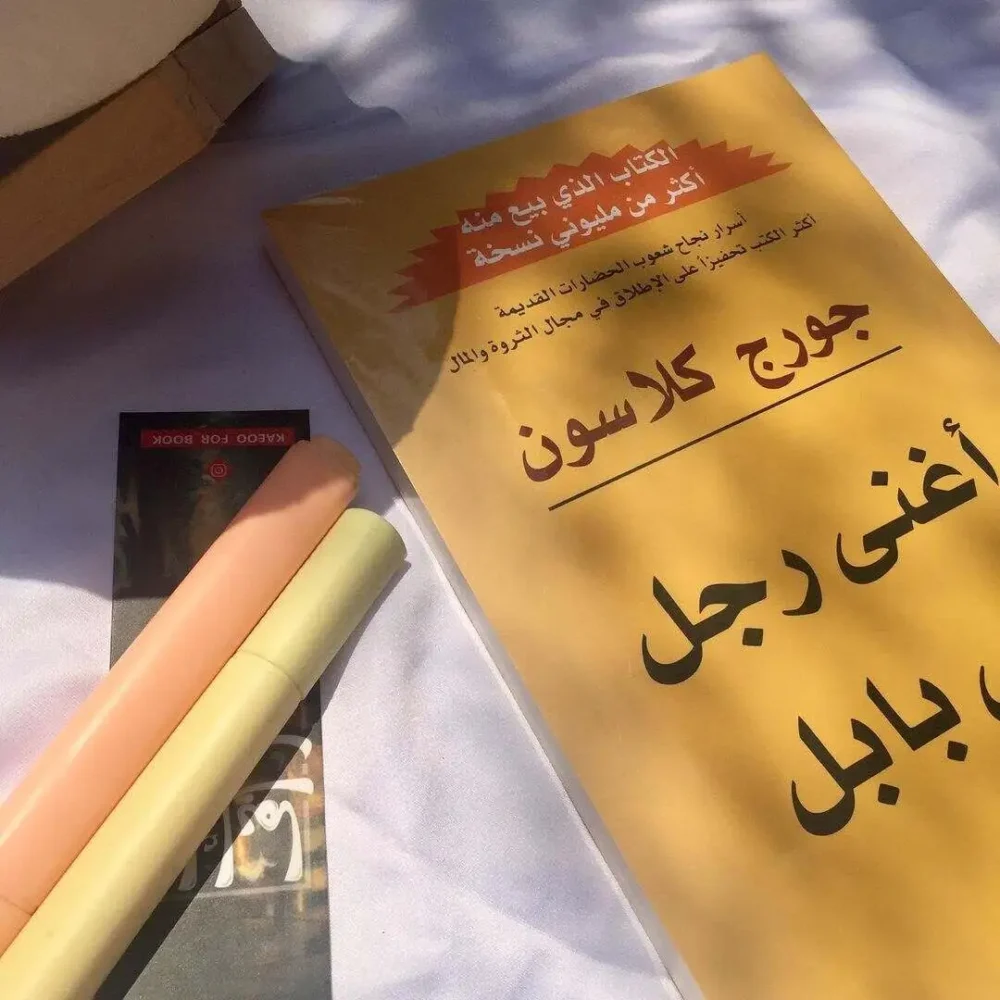 الكتاب الذي بيع منه
أكثر من مليوني نسخة
أسرار نجاح شعوب الحضارات القديمة
أكثر الكتب تحفيزاً على الإطلاق في مجال الثروة والمال
جورج كلاسون
أغنى رجل
بابل
KAEOO FOR BOOK